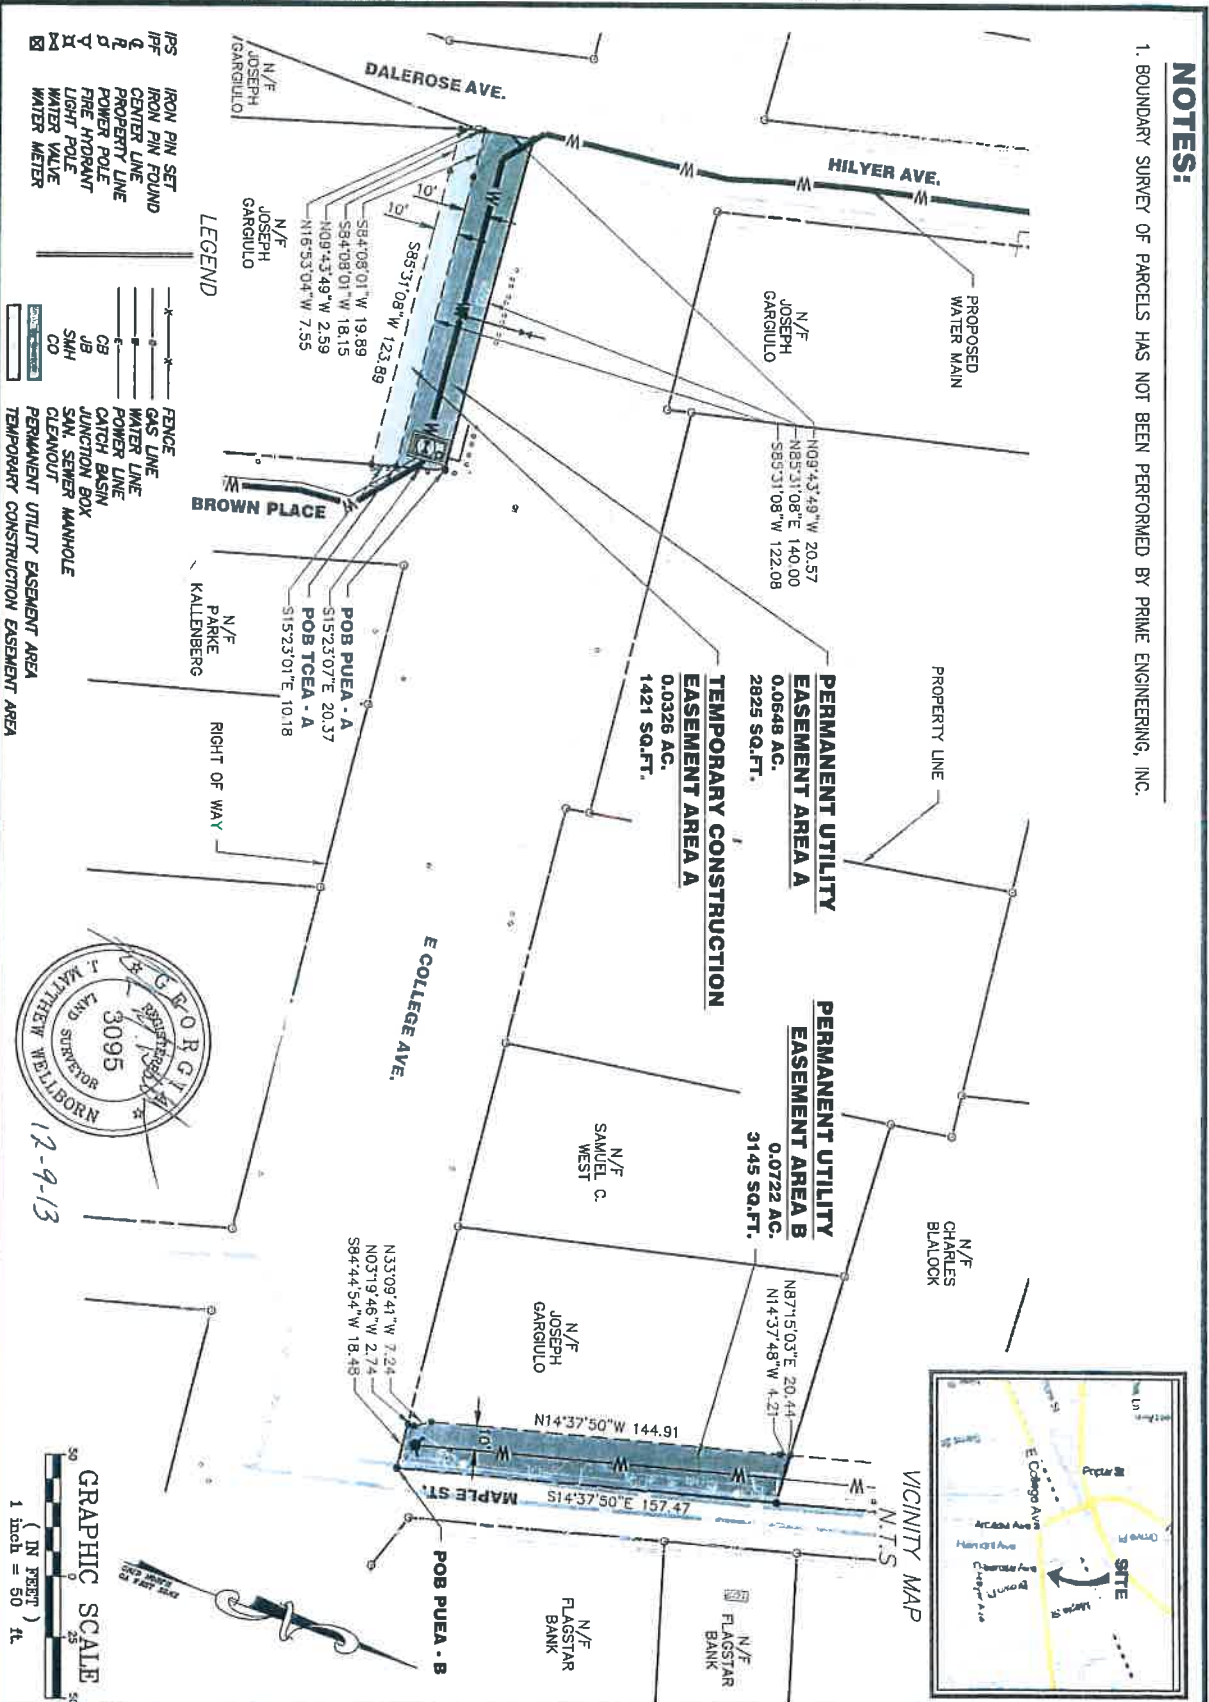 NOTES:
1. BOUNDARY SURVEY OF PARCELS HAS NOT BEEN PERFORMED BY PRIME ENGINEERING, INC.
DALEROSE AVE.
HILYER AVE.
PROPOSED
WATER MAIN
N/F
JOSEPH
GARGIULO
N/F
JOSEPH
GARGIULO
N/F
JOSEPH
GARGIULO
10'
10'
S85°31'08"W 123.89
S84°08'01"W 19.89
S84°08'01"W 18.15
N09°43'49"W 2.59
N16°53'04"W 7.55
N09°43'49"W 20.57
N85°31'08"E 140.00
S85°31'08"W 122.08
BROWN PLACE
POB PUEA - A
S15°23'07"E 20.37
POB TCEA - A
S15°23'01"E 10.18
N/F
PARKE
KALLENBERG
RIGHT OF WAY
PERMANENT UTILITY
EASEMENT AREA A
0.0648 AC.
2825 SQ.FT.
TEMPORARY CONSTRUCTION
EASEMENT AREA A
0.0326 AC.
1421 SQ.FT.
PROPERTY LINE
E COLLEGE AVE.
PERMANENT UTILITY
EASEMENT AREA B
0.0722 AC.
3145 SQ.FT.
N/F
SAMUEL C.
WEST
N/F
CHARLES
BLALOCK
N/F
JOSEPH
GARGIULO
N87°15'03"E 20.44
N14°37'48"W 4.21
N33°09'41"W 7.24
N03°19'46"W 2.74
S84°44'54"W 18.48
N14°37'50"W 144.91
10'
S14°37'50"E 157.47
MAPLE ST.
POB PUEA - B
N/F
FLAGSTAR
BANK
N/F
FLAGSTAR
BANK
W W W W W W W W W W W W W W
LEGEND
IPS IRON PIN SET
IPF IRON PIN FOUND
CENTER LINE
PROPERTY LINE
POWER POLE
FIRE HYDRANT
LIGHT POLE
WATER VALVE
WATER METER
FENCE
GAS LINE
WATER LINE
POWER LINE
CB CATCH BASIN
JB JUNCTION BOX
SMH SAN. SEWER MANHOLE
CO CLEANOUT
PERMANENT UTILITY EASEMENT AREA
TEMPORARY CONSTRUCTION EASEMENT AREA
GEORGIA
REGISTERED
3095
LAND SURVEYOR
J. MATTHEW WELLBORN
12-9-13
VICINITY MAP
N.T.S
SITE
E College Ave
Arcadia Ave
Maple St
GRID NORTH
GA WEST ZONE
GRAPHIC SCALE
50 0 25 50
( IN FEET )
1 inch = 50 ft.